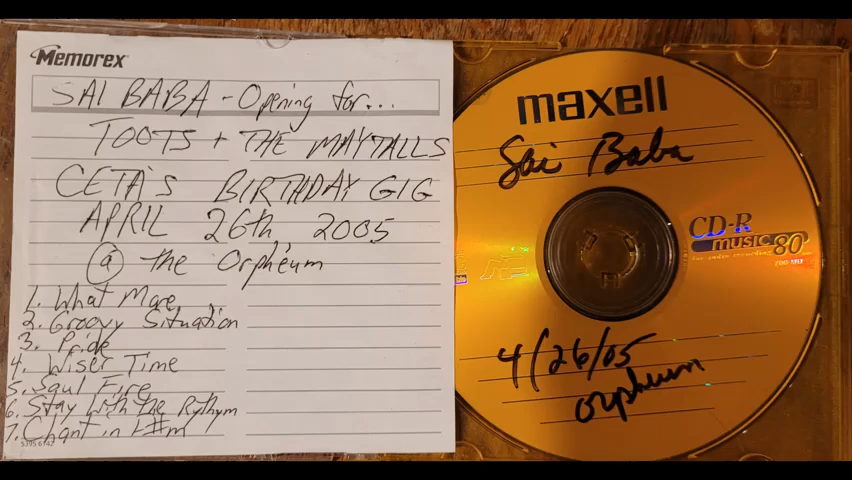 Memorex
SAI BABA - Opening for...
TOOTS + THE MAYTALLS
CETA'S BIRTHDAY GIG
APRIL 26th 2005
@ the Orpheum
1. What More
2. Groovy Situation
3. Pride
4. Wiser Time
5. Soul Fire
6. Stay with the Rythym
7. Chant in F#m
maxell
Sai Baba
CD-R
music 80
4/26/05
Orpheum